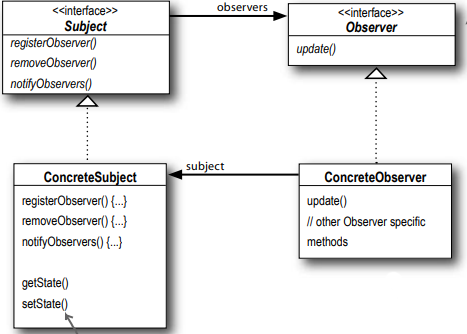 <<interface>>
Subject
registerObserver()
removeObserver()
notifyObservers()
observers
<<interface>>
Observer
update()
ConcreteSubject
registerObserver() {...}
removeObserver() {...}
notifyObservers() {...}
getState()
setState()
subject
ConcreteObserver
update()
// other Observer specific
methods